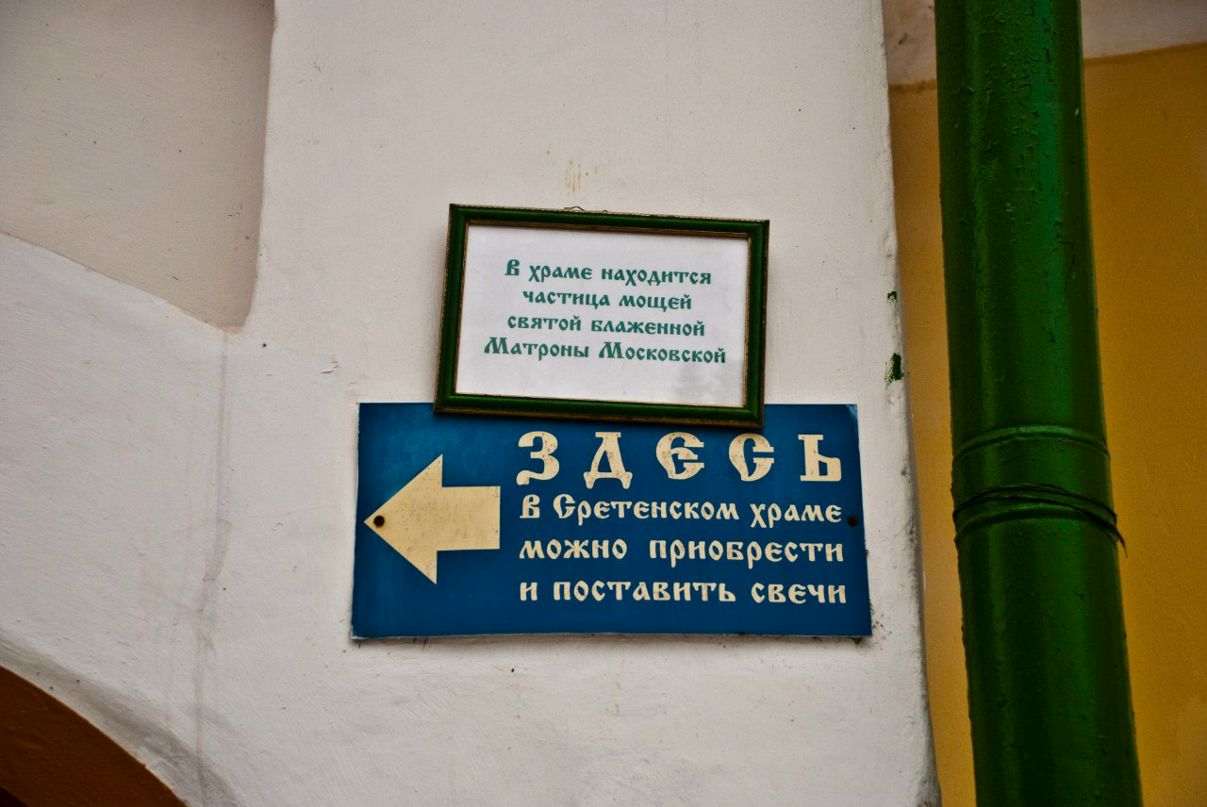 В храме находится
частица мощей
святой блаженной
Матроны Московской
ЗДЕСЬ
в Сретенском храме
можно приобрести
и поставить свечи